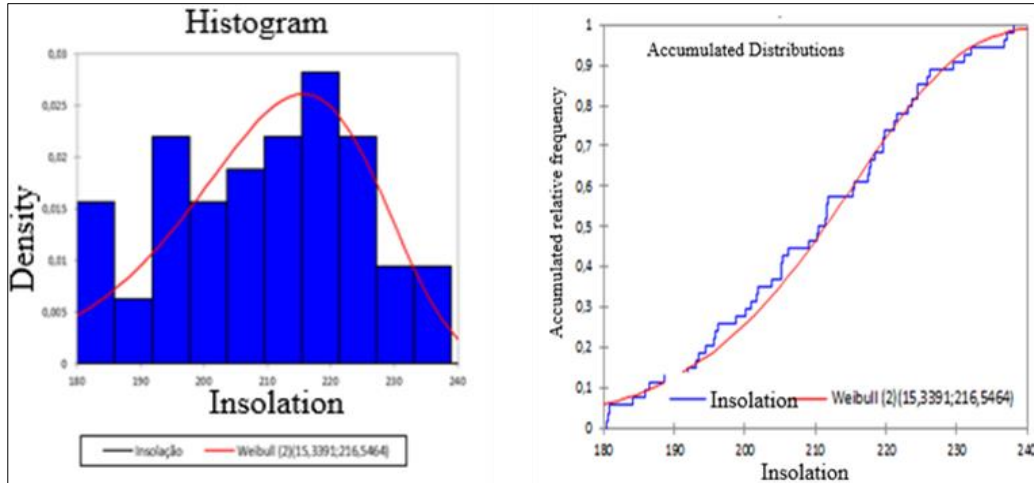 Histogram
0,03
0,025
0,02
0,015
0,01
0,005
0
Density
180 190 200 210 220 230 240
Insolation
Insolação Weibull (2)(15,3391;216,5464)
Accumulated Distributions
1
0,9
0,8
0,7
0,6
0,5
0,4
0,3
0,2
0,1
0
Accumulated relative frequency
Insolation Weibull (2)(15,3391;216,5464)
180 190 200 210 220 230 240
Insolation